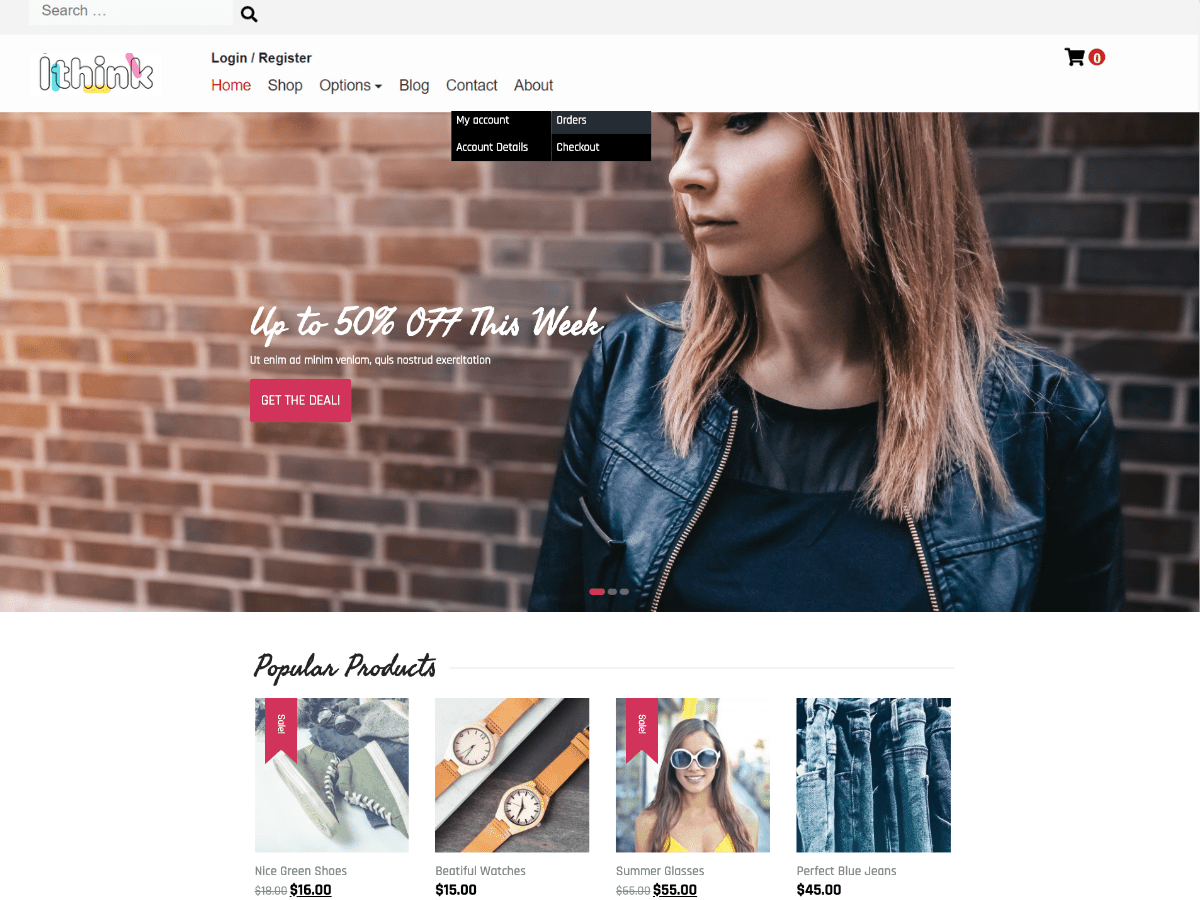 Search …
Ithink
Login / Register
0
Home Shop Options Blog Contact About
My account Orders
Account Details Checkout
Up to 50% OFF This Week
Ut enim ad minim veniam, quis nostrud exercitation
GET THE DEAL!
Popular Products
Sale! Sale!
Nice Green Shoes Beatiful Watches Summer Glasses Perfect Blue Jeans
$18.00 $16.00 $15.00 $65.00 $55.00 $45.00